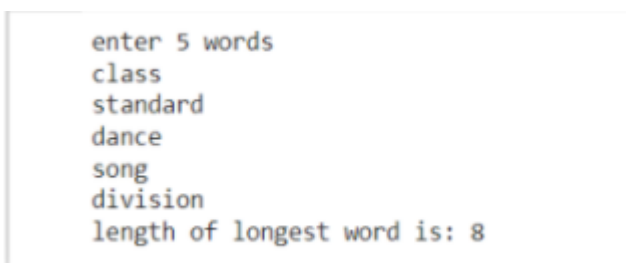 enter 5 words
class
standard
dance
song
division
length of longest word is: 8